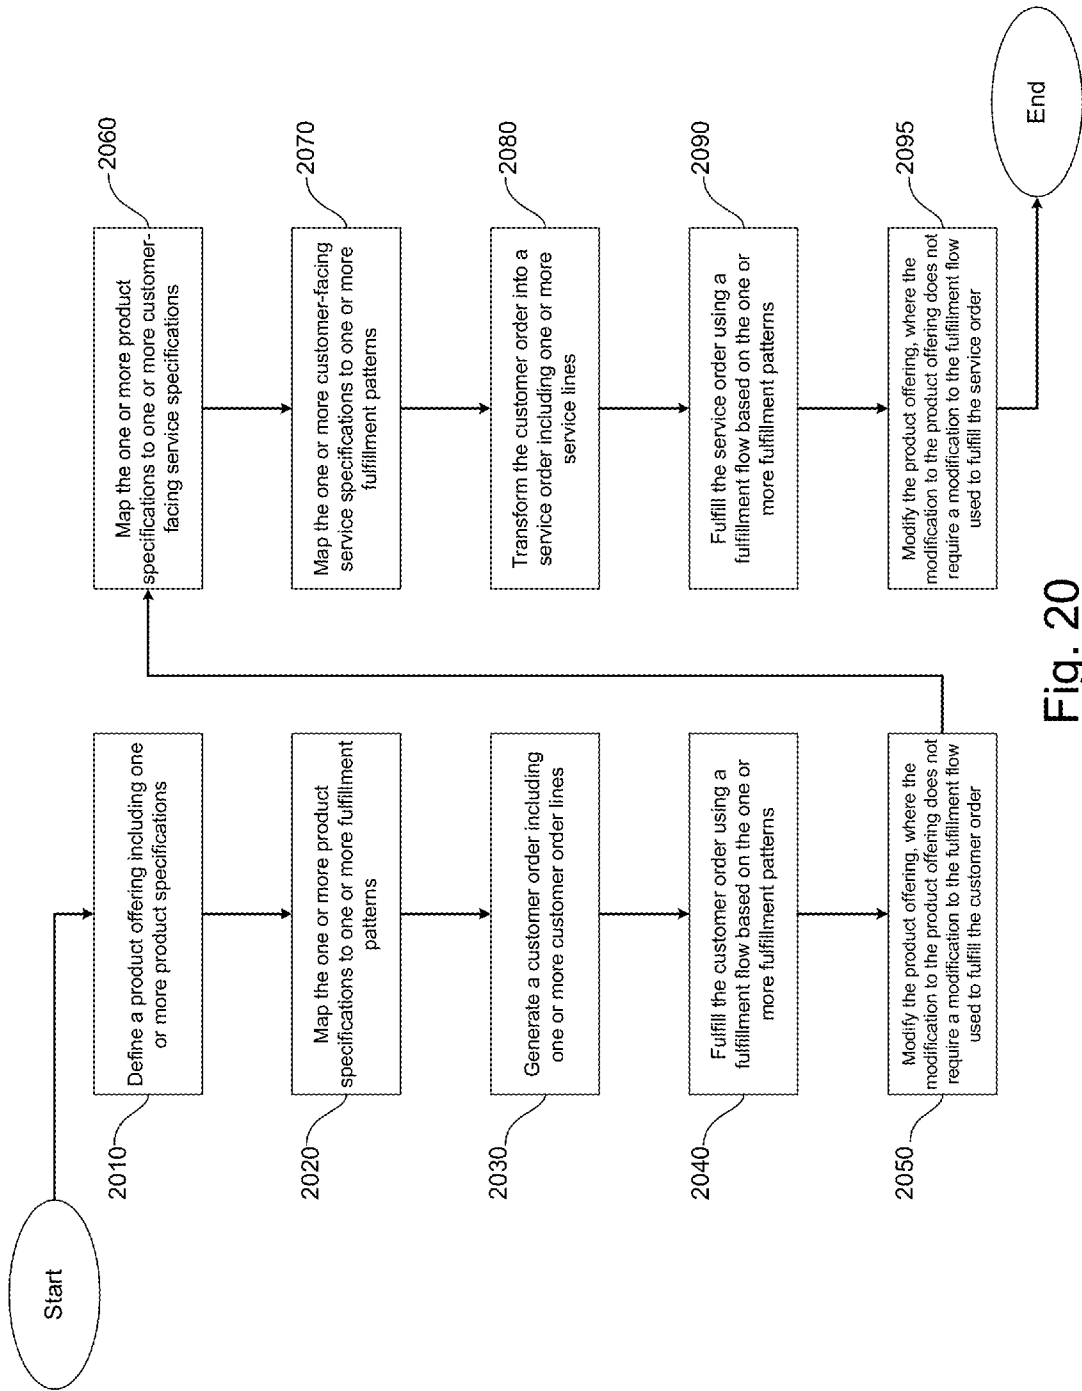 Start
2010
Define a product offering including one
or more product specifications
2020
Map the one or more product
specifications to one or more fulfillment
patterns
2030
Generate a customer order including
one or more customer order lines
2040
Fulfill the customer order using a
fulfillment flow based on the one or
more fulfillment patterns
2050
Modify the product offering, where the
modification to the product offering does not
require a modification to the fulfillment flow
used to fulfill the customer order
2060
Map the one or more product
specifications to one or more customer-
facing service specifications
2070
Map the one or more customer-facing
service specifications to one or more
fulfillment patterns
2080
Transform the customer order into a
service order including one or more
service lines
2090
Fulfill the service order using a
fulfillment flow based on the one or
more fulfillment patterns
2095
Modify the product offering, where the
modification to the product offering does not
require a modification to the fulfillment flow
used to fulfill the service order
End
Fig. 20